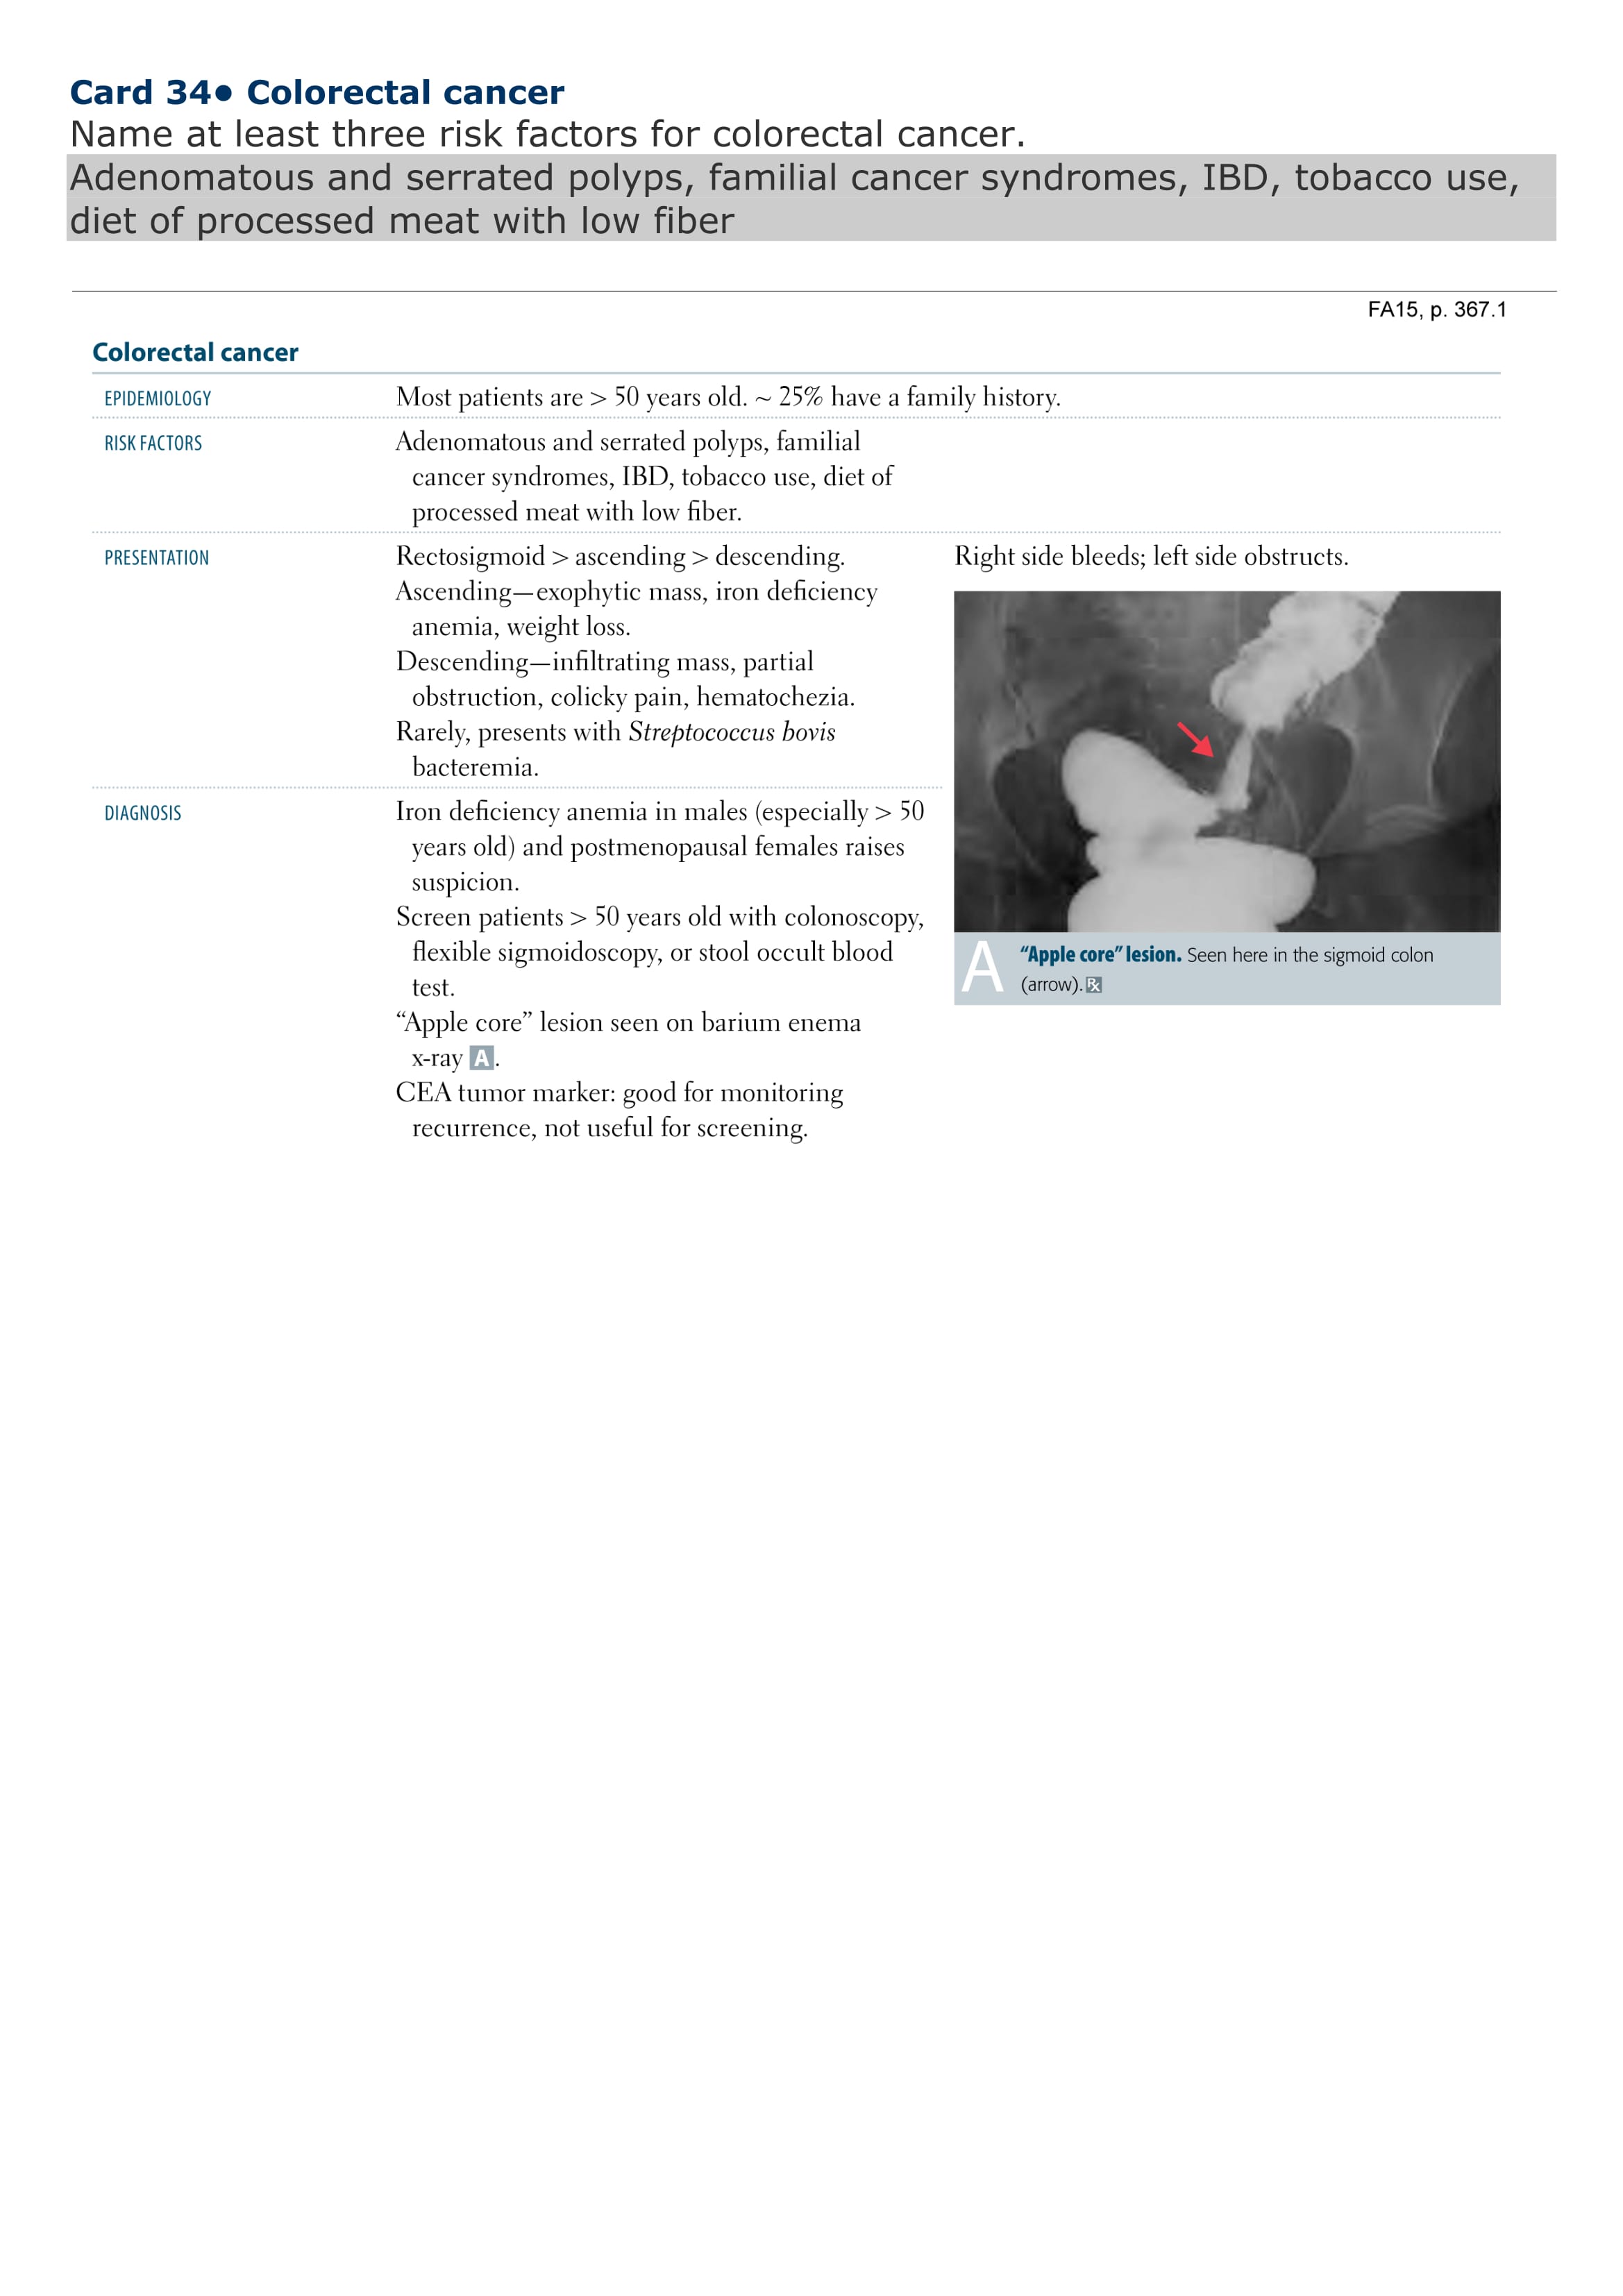 Card 34● Colorectal cancer
Name at least three risk factors for colorectal cancer.
Adenomatous and serrated polyps, familial cancer syndromes, IBD, tobacco use,
diet of processed meat with low fiber
FA15, p. 367.1
Colorectal cancer
EPIDEMIOLOGY
Most patients are > 50 years old. ~ 25% have a family history.
RISK FACTORS
Adenomatous and serrated polyps, familial
cancer syndromes, IBD, tobacco use, diet of
processed meat with low fiber.
PRESENTATION
Rectosigmoid > ascending > descending.
Ascending—exophytic mass, iron deficiency
anemia, weight loss.
Descending—infiltrating mass, partial
obstruction, colicky pain, hematochezia.
Rarely, presents with Streptococcus bovis
bacteremia.
Right side bleeds; left side obstructs.
A
“Apple core” lesion. Seen here in the sigmoid colon
(arrow). Rx
DIAGNOSIS
Iron deficiency anemia in males (especially > 50
years old) and postmenopausal females raises
suspicion.
Screen patients > 50 years old with colonoscopy,
flexible sigmoidoscopy, or stool occult blood
test.
“Apple core” lesion seen on barium enema
x-ray A.
CEA tumor marker: good for monitoring
recurrence, not useful for screening.